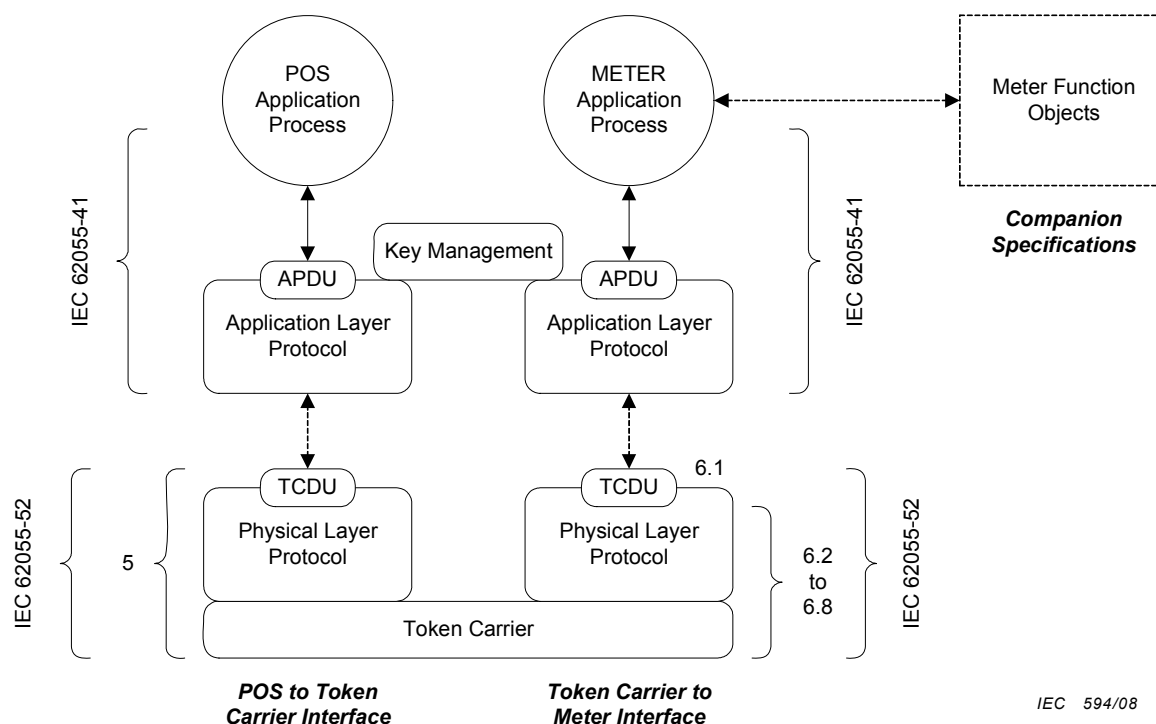 POS
Application
Process
METER
Application
Process
Meter Function
Objects
Companion
Specifications
IEC 62055-41
Key Management
IEC 62055-41
APDU
APDU
Application Layer
Protocol
Application Layer
Protocol
6.1
TCDU
TCDU
IEC 62055-52
5
Physical Layer
Protocol
Physical Layer
Protocol
6.2
to
6.8
IEC 62055-52
Token Carrier
POS to Token
Carrier Interface
Token Carrier to
Meter Interface
IEC 594/08